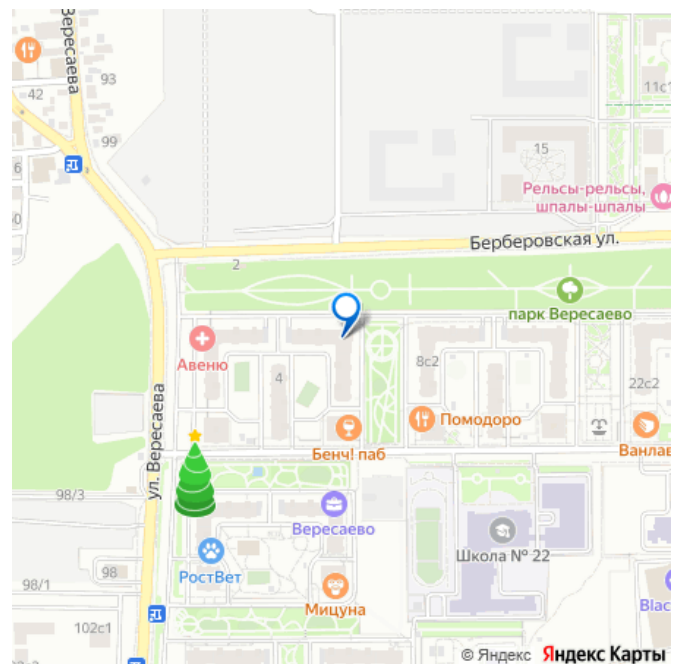 Вересаева
93
42
99
6
50
11с1
15
Рельсы-рельсы,
шпалы-шпалы
Берберовская ул.
2
парк Вересаево
Авеню
4
8с2
22с2
Помодоро
Бенч! паб
Ванлав
ул. Вересаева
98/3
Вересаево
Школа № 22
98
РостВет
98/1
Мицуна
Blac
102с1
© Яндекс Яндекс Карты